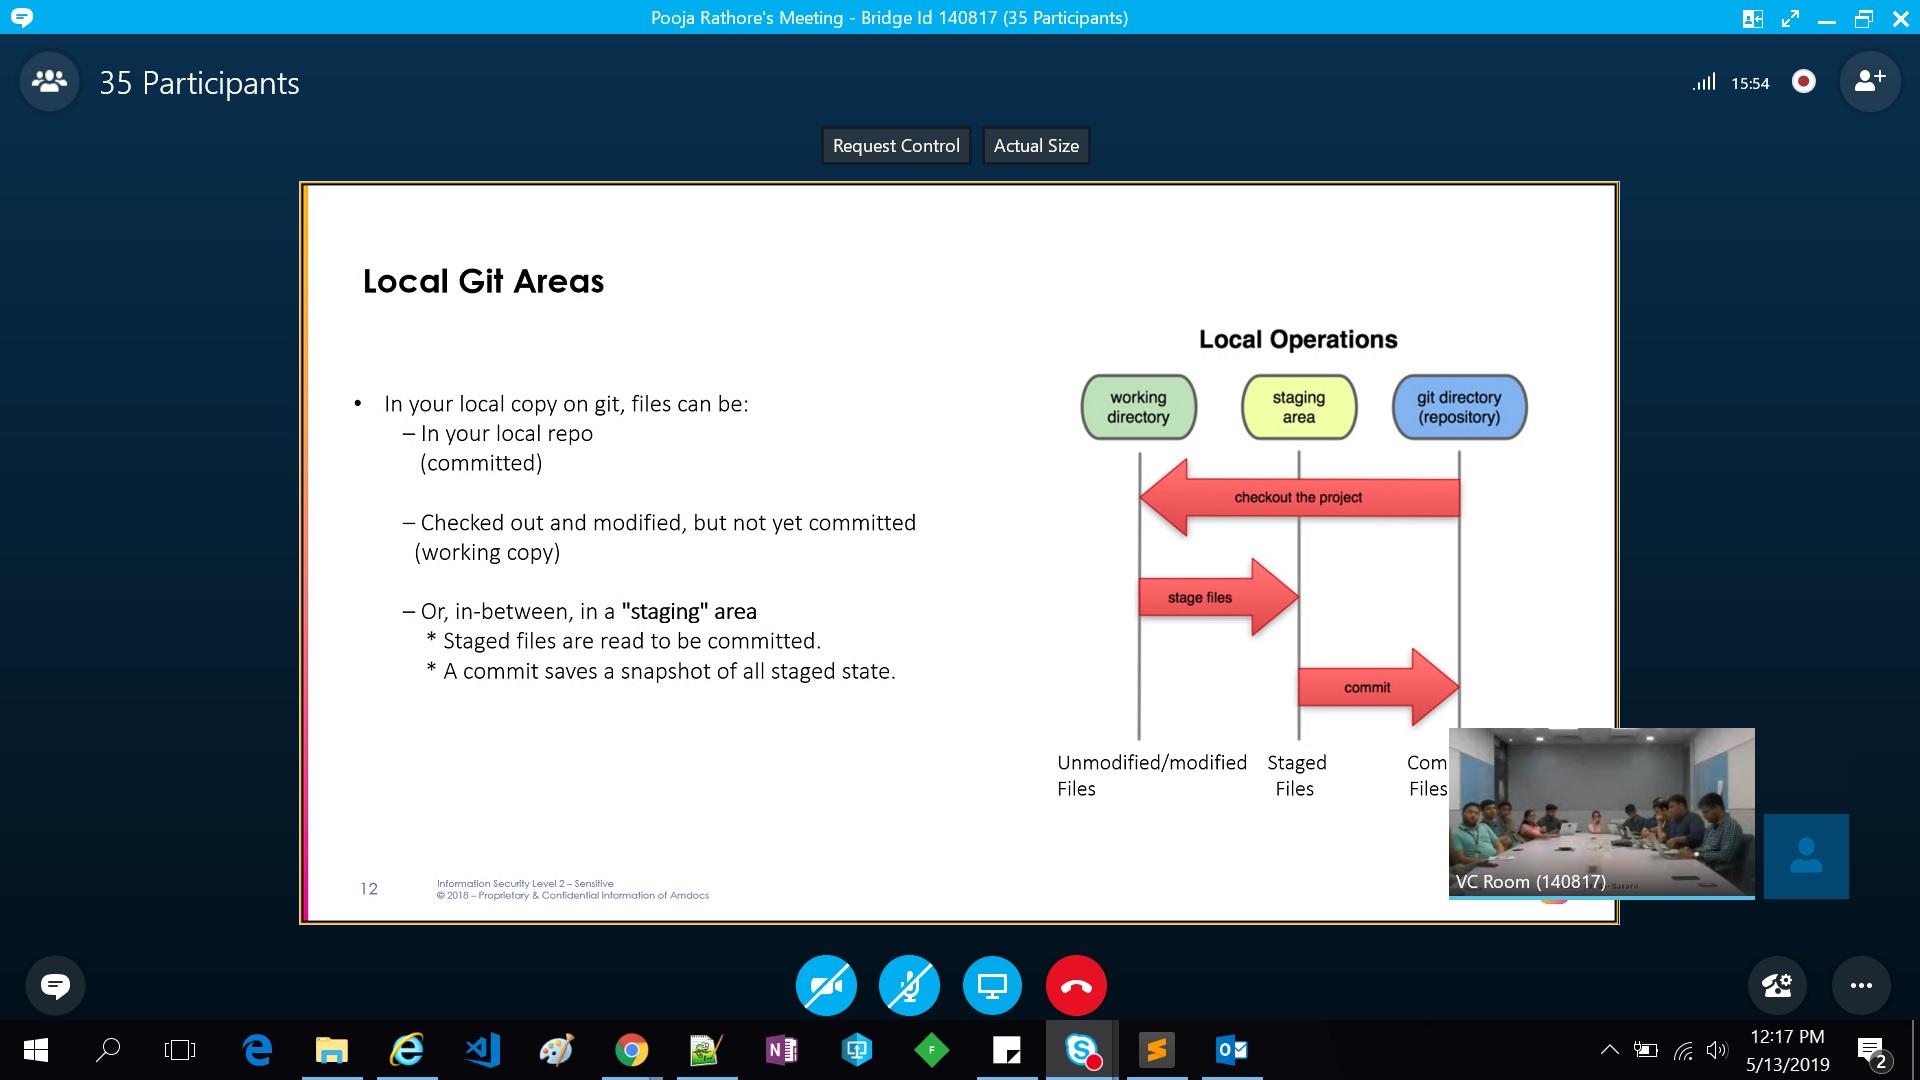 Pooja Rathore's Meeting - Bridge Id 140817 (35 Participants)
35 Participants
15:54
Request Control
Actual Size
Local Git Areas
• In your local copy on git, files can be:
– In your local repo
(committed)
– Checked out and modified, but not yet committed
(working copy)
– Or, in-between, in a "staging" area
* Staged files are read to be committed.
* A commit saves a snapshot of all staged state.
Local Operations
working
directory
staging
area
git directory
(repository)
checkout the project
stage files
commit
Unmodified/modified
Files
Staged
Files
Com
Files
12
Information Security Level 2 – Sensitive
© 2018 – Proprietary & Confidential Information of Amdocs
VC Room (140817)
12:17 PM
5/13/2019
2